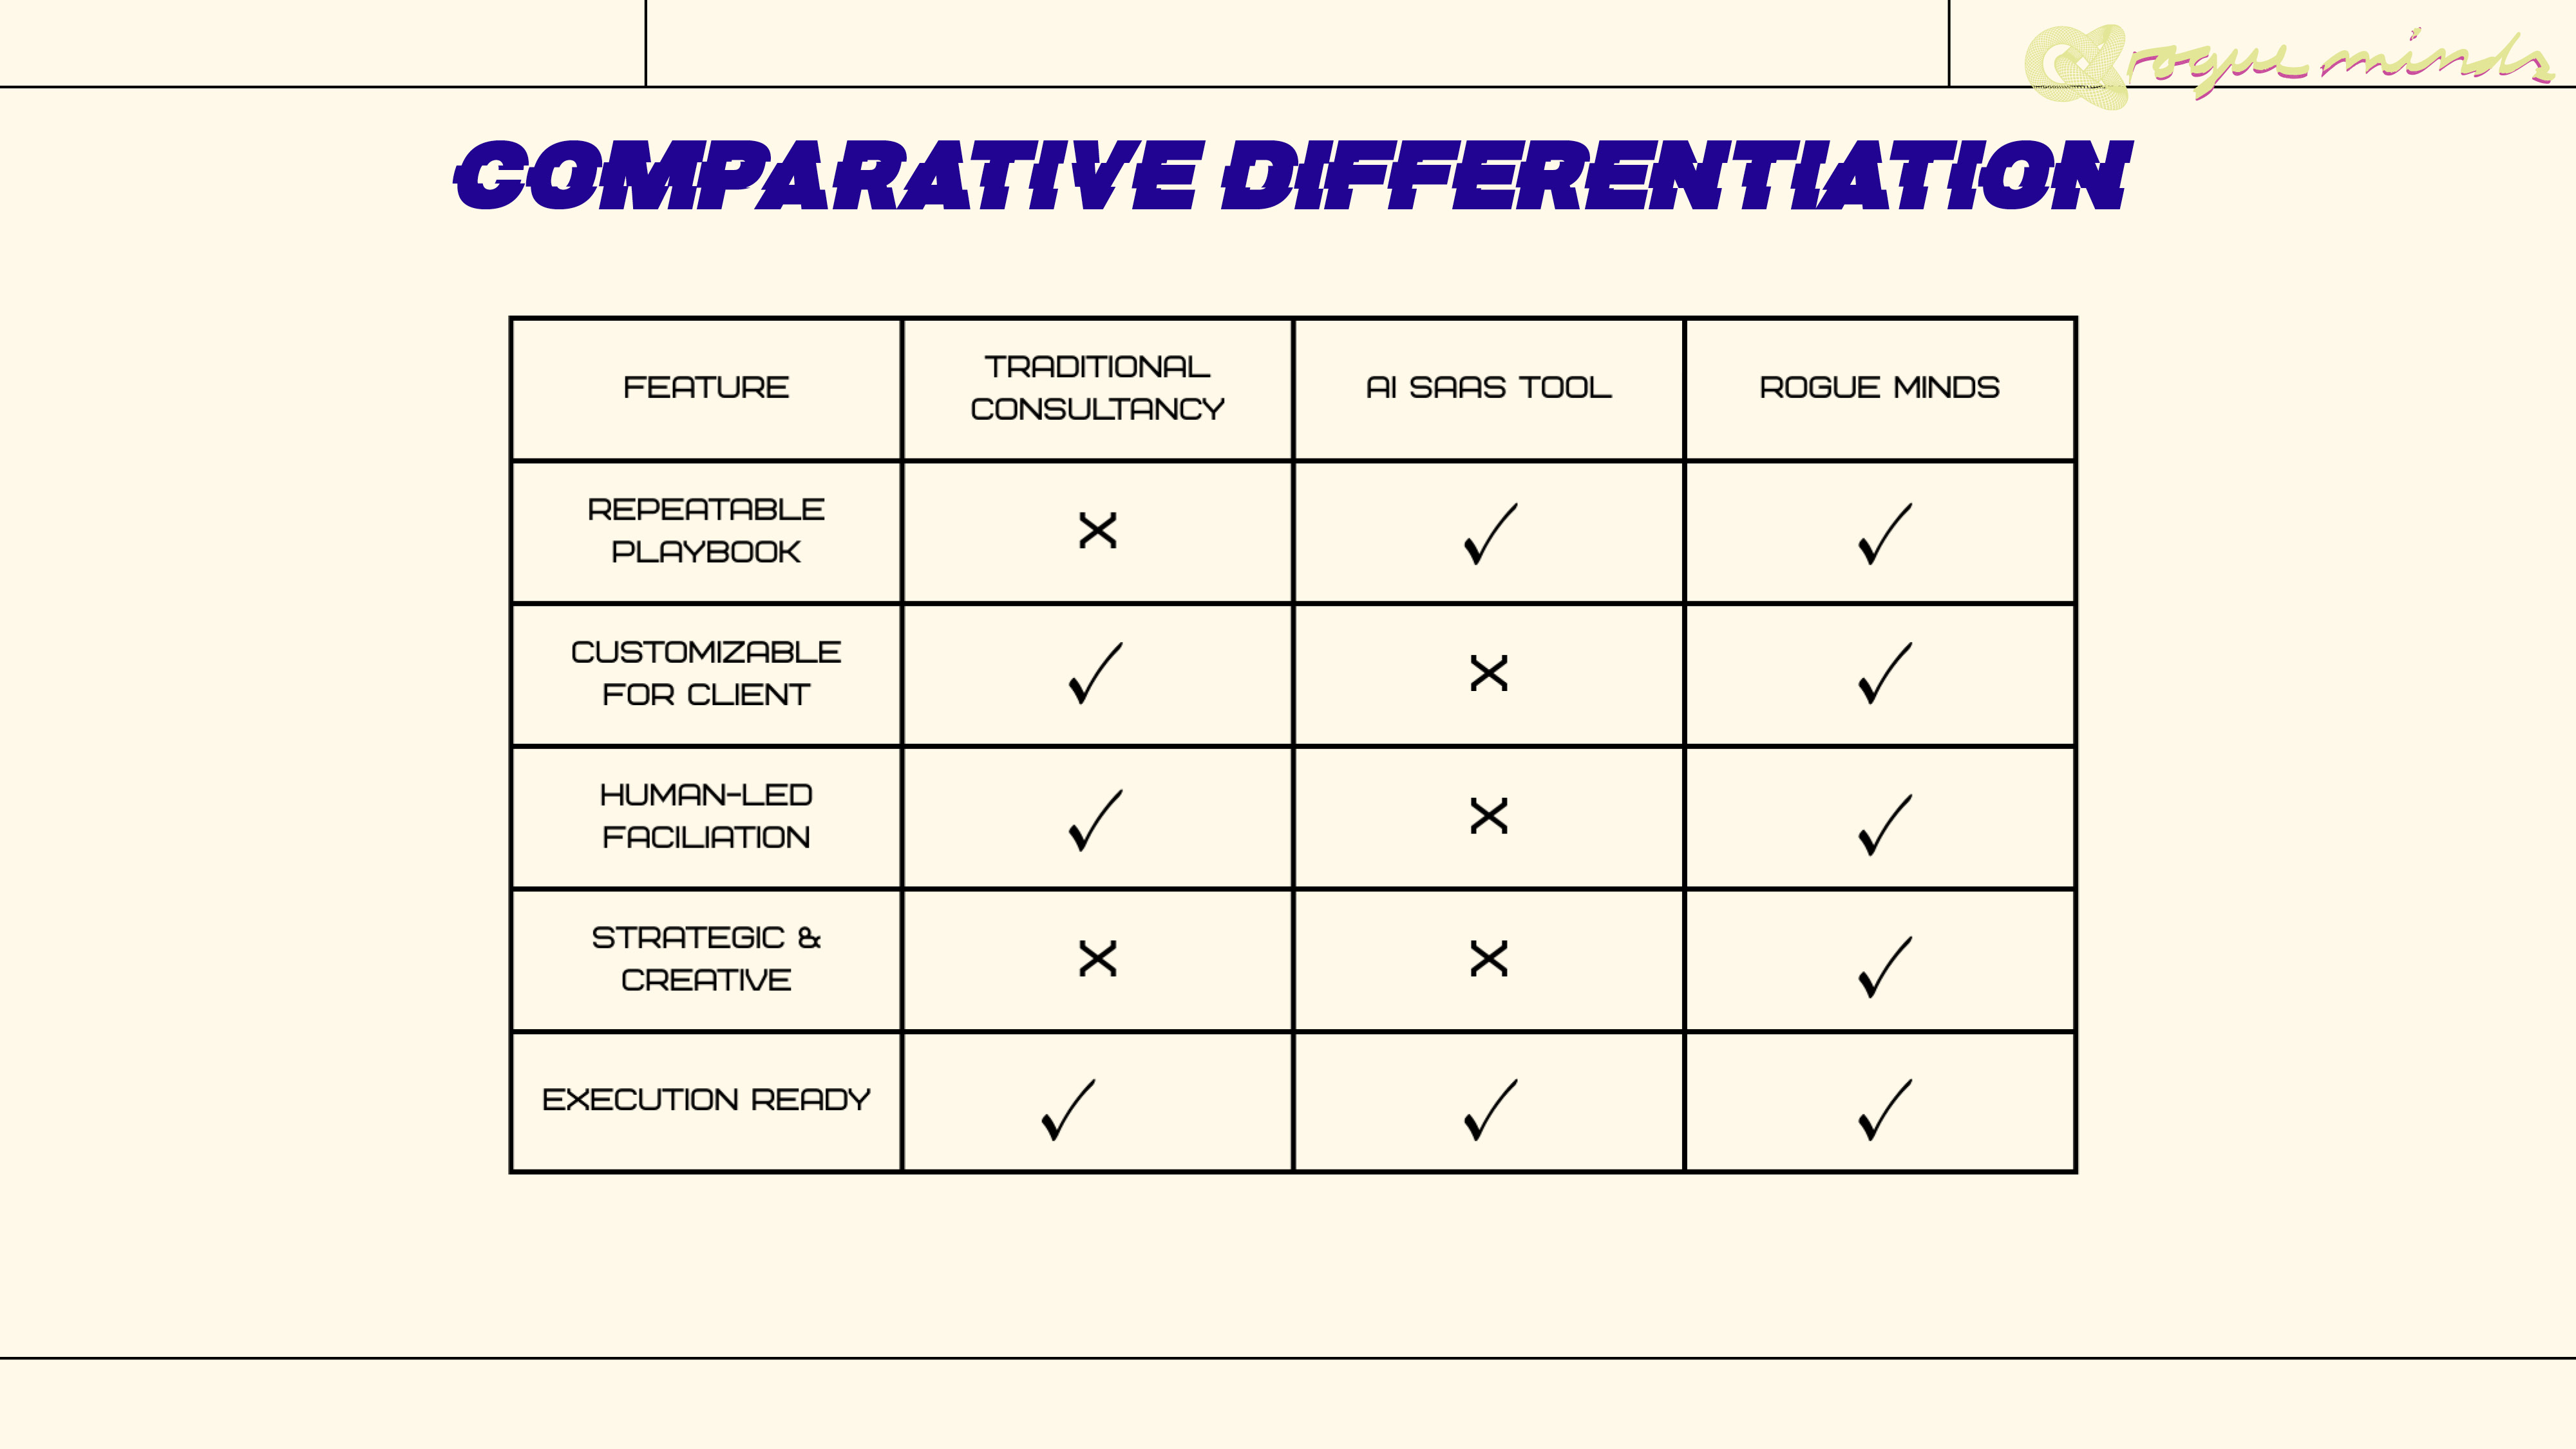 rogue minds
COMPARATIVE DIFFERENTIATION
FEATURE
TRADITIONAL
CONSULTANCY
AI SAAS TOOL
ROGUE MINDS
REPEATABLE
PLAYBOOK
X
✓
✓
CUSTOMIZABLE
FOR CLIENT
✓
X
✓
HUMAN-LED
FACILIATION
✓
X
✓
STRATEGIC &
CREATIVE
X
X
✓
EXECUTION READY
✓
✓
✓